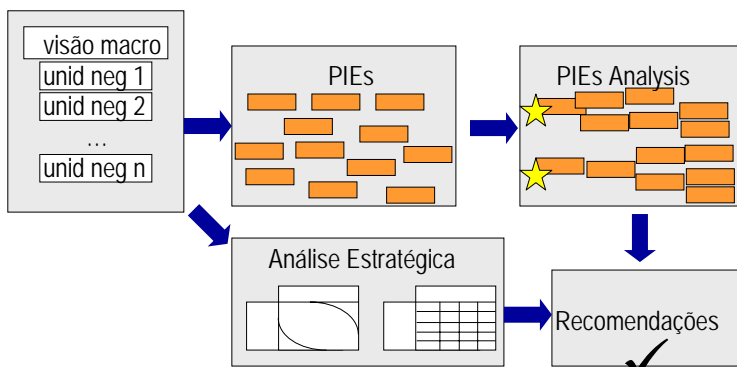 visão macro
unid neg 1
unid neg 2
...
unid neg n
PIEs
PIEs Analysis
Análise Estratégica
Recomendações